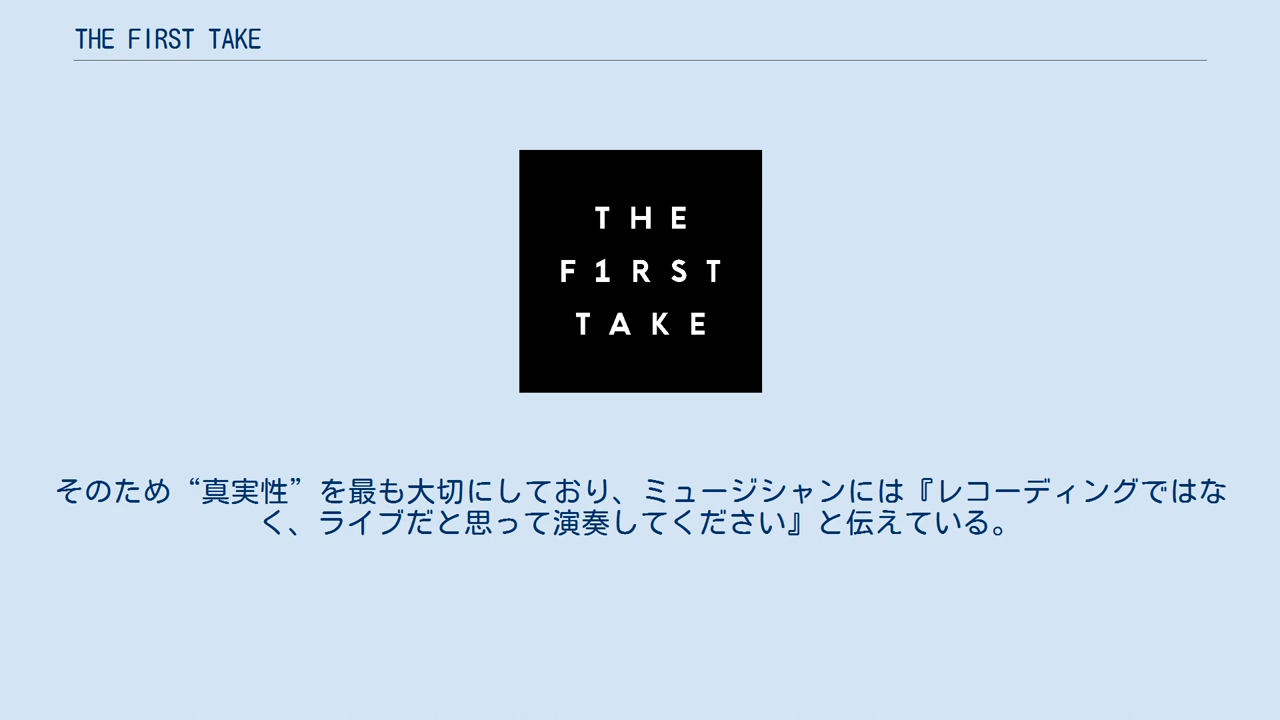 THE FIRST TAKE
THE
F1RST
TAKE
そのため“真実性”を最も大切にしており、ミュージシャンには『レコーディングではな
く、ライブだと思って演奏してください』と伝えている。